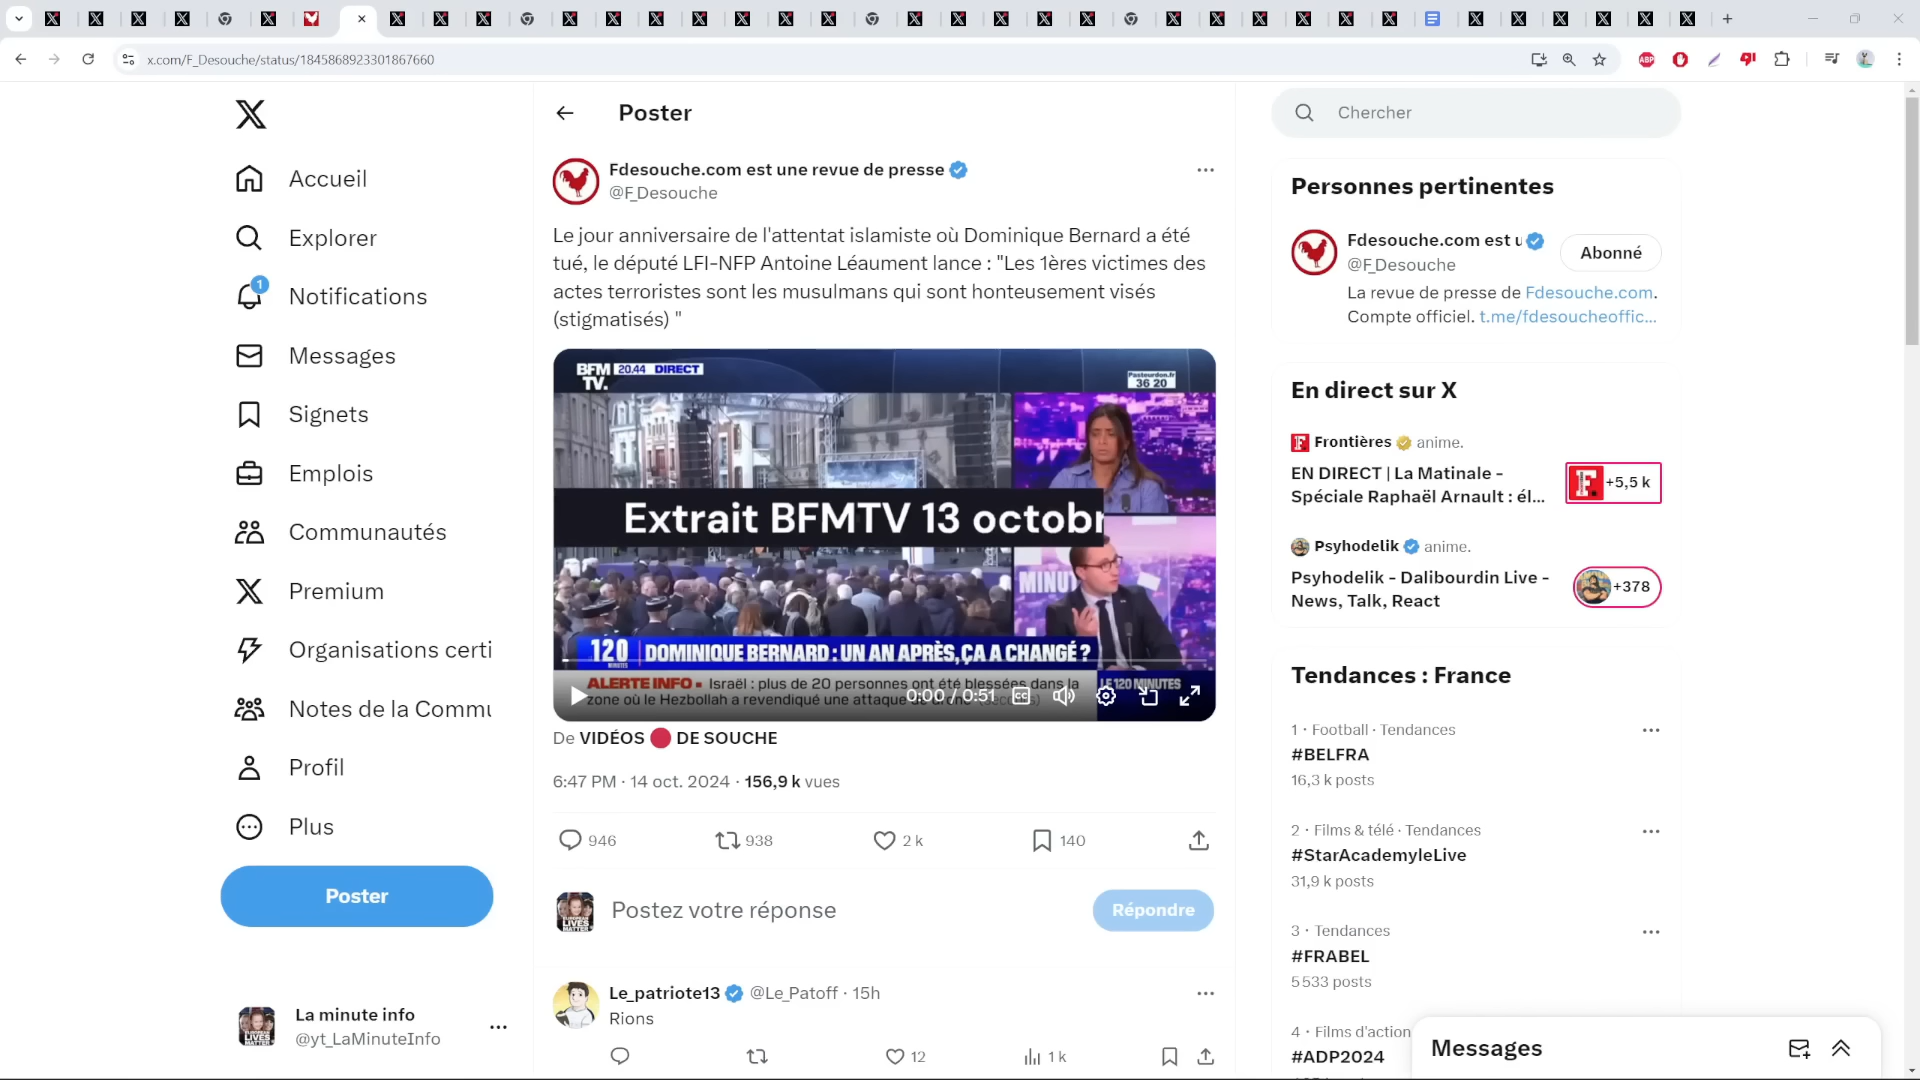 x.com/F_Desouche/status/1845868923301867660
Accueil
Explorer
1
Notifications
Messages
Signets
Emplois
Communautés
Premium
Organisations certi
Notes de la Commu
Profil
Plus
Poster
La minute info
@yt_LaMinuteInfo
Poster
Fdesouche.com est une revue de presse
@F_Desouche
Le jour anniversaire de l'attentat islamiste où Dominique Bernard a été
tué, le député LFI-NFP Antoine Léaument lance : "Les 1ères victimes des
actes terroristes sont les musulmans qui sont honteusement visés
(stigmatisés) "
BFM 20.44 DIRECT
TV.
Pasteurdon.fr
36 20
Extrait BFMTV 13 octobr
MINUT
120 DOMINIQUE BERNARD : UN AN APRÈS, ÇA A CHANGÉ ?
MINUTES
ALERTE INFO Israël : plus de 20 personnes ont été blessées dans la
LE 120 MINUTES
zone où le Hezbollah a revendiqué une attaque de drone
0:00 / 0:51
CC
De VIDÉOS DE SOUCHE
6:47 PM · 14 oct. 2024 · 156,9 k vues
946 938 2 k 140
Postez votre réponse
Répondre
Le_patriote13 @Le_Patoff · 15h
Rions
12 1 k
Chercher
Personnes pertinentes
Fdesouche.com est u
@F_Desouche
Abonné
La revue de presse de Fdesouche.com.
Compte officiel. t.me/fdesoucheoffic...
En direct sur X
Frontières anime.
EN DIRECT | La Matinale -
Spéciale Raphaël Arnault : él...
+5,5 k
Psyhodelik anime.
Psyhodelik - Dalibourdin Live -
News, Talk, React
+378
Tendances : France
1 · Football · Tendances
#BELFRA
16,3 k posts
2 · Films & télé · Tendances
#StarAcademyleLive
31,9 k posts
3 · Tendances
#FRABEL
5 533 posts
4 · Films d'action
#ADP2024
Messages
ABP